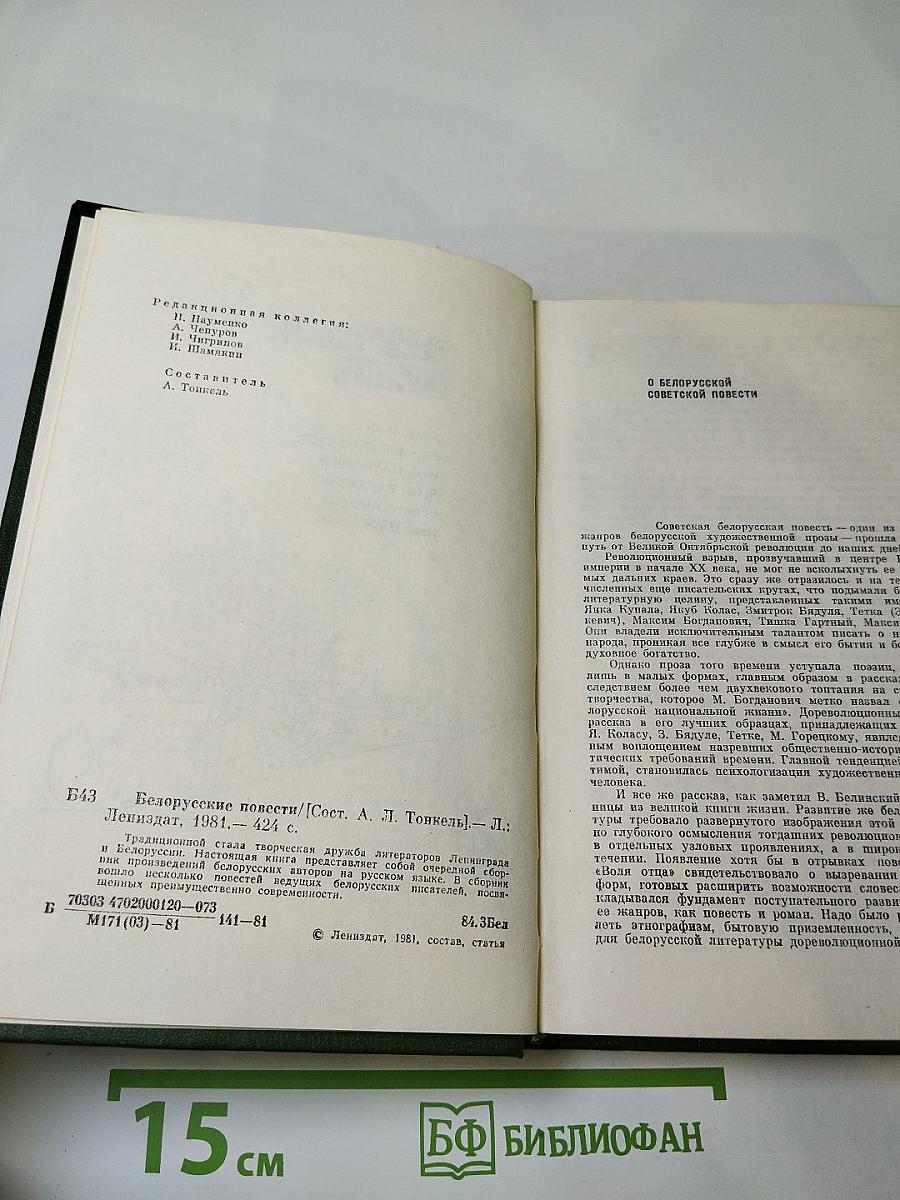 Редакционная коллегия:
И. Науменко
А. Чепуров
И. Чигринов
И. Шамякин
Составитель
А. Тонкель
Б43 Белорусские повести/[Сост. А. Л. Тонкель].— Л.:
Лениздат, 1981.— 424 с.
Традиционной стала творческая дружба литераторов Ленинграда
и Белоруссии. Настоящая книга представляет собой очередной сбор-
ник произведений белорусских авторов на русском языке. В сборник
вошло несколько повестей ведущих белорусских писателей, посвя-
щенных преимущественно современности.
Б 70303 4702000120—073
М171(03)—81
141—81 84.3Бел
© Лениздат, 1981, состав, статья
О БЕЛОРУССКОЙ
СОВЕТСКОЙ ПОВЕСТИ
Советская белорусская повесть — один из
жанров белорусской художественной прозы — прошла
путь от Великой Октябрьской революции до наших дней
Революционный взрыв, прозвучавший в центре
империи в начале XX века, не мог не всколыхнуть ее
мых дальних краев. Это сразу же отразилось и на те
численных еще писательских кругах, что подымали б
литературную целину, представленных такими им
Янка Купала, Якуб Колас, Змитрок Бядуля, Тетка (Э
кевич), Максим Богданович, Тишка Гартный, Макси
Они владели исключительным талантом писать о н
народа, проникая все глубже в смысл его бытия и бо
духовное богатство.
Однако проза того времени уступала поэзии,
лишь в малых формах, главным образом в расска
следствием более чем двухвекового топтания на с
творчества, которое М. Богданович метко назвал
лорусской национальной жизни». Дореволюционны
рассказ в его лучших образцах, принадлежащих
Я. Коласу, З. Бядуле, Тетке, М. Горецкому, явилс
ным воплощением назревших общественно-истори
тических требований времени. Главной тенденцией
тимой, становилась психологизация художественн
человека.
И все же рассказ, как заметил В. Белинский
ницы из великой книги жизни. Развитие же бел
туры требовало развернутого изображения этой
но глубокого осмысления тогдашних революцион
в отдельных узловых проявлениях, а в широк
течении. Появление хотя бы в отрывках пов
«Воля отца» свидетельствовало о вызревании
форм, готовых расширить возможности словес
кладывался фундамент поступательного разви
ее жанров, как повесть и роман. Надо было р
леть этнографизм, бытовую приземленность,
для белорусской литературы дореволюционной
15 см
БФ БИБЛИОФАН